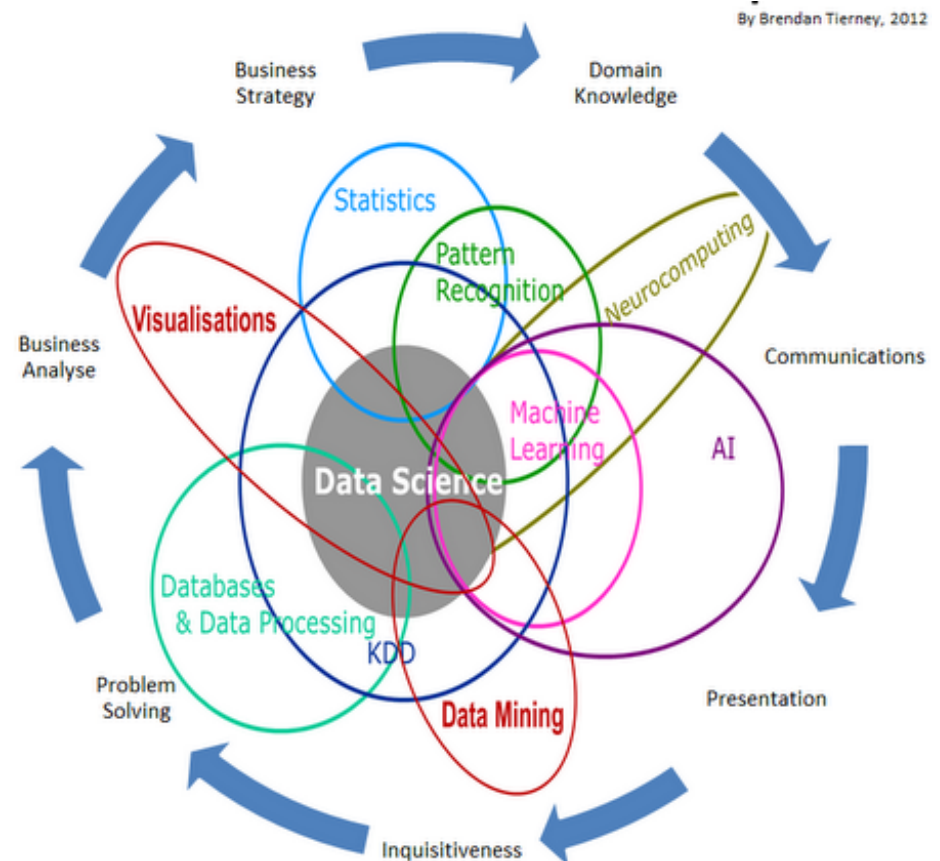 By Brendan Tierney, 2012
Business
Strategy
Domain
Knowledge
Statistics
Pattern
Recognition
Neurocomputing
Visualisations
Business
Analyse
Communications
Machine
Learning
AI
Data Science
Databases
& Data Processing
KDD
Problem
Solving
Data Mining
Presentation
Inquisitiveness